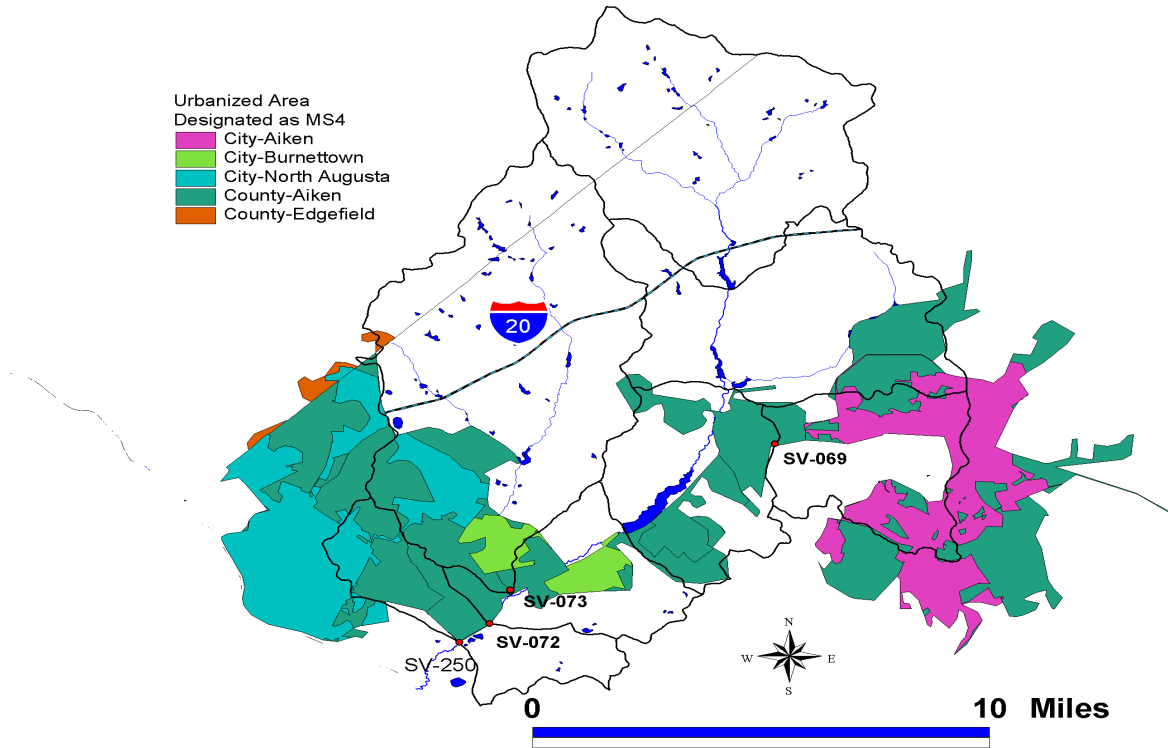 Urbanized Area
Designated as MS4
City-Aiken
City-Burnettown
City-North Augusta
County-Aiken
County-Edgefield
20
SV-069
SV-073
SV-072
SV-250
N
W E
S
0 10 Miles